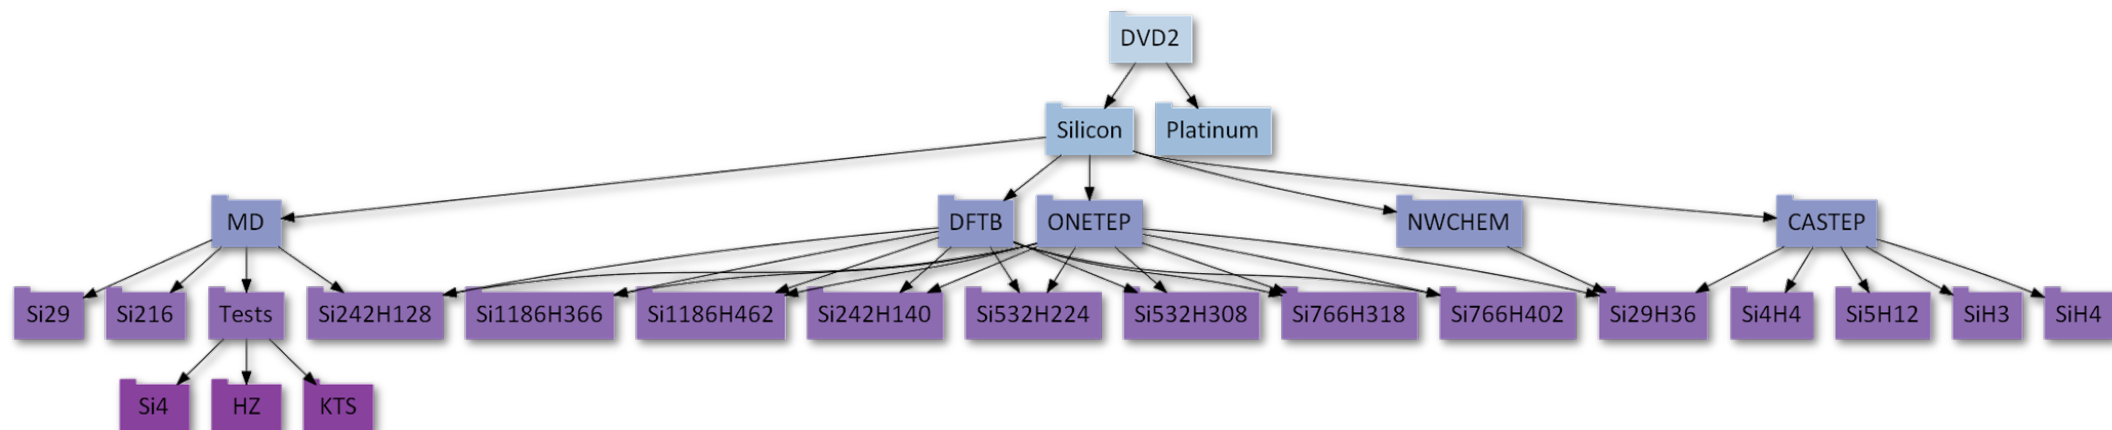 DVD2
Silicon Platinum
MD DFTB ONETEP NWCHEM CASTEP
Si29 Si216 Tests Si242H128 Si1186H366 Si1186H462 Si242H140 Si532H224 Si532H308 Si766H318 Si766H402 Si29H36 Si4H4 Si5H12 SiH3 SiH4
Si4 HZ KTS